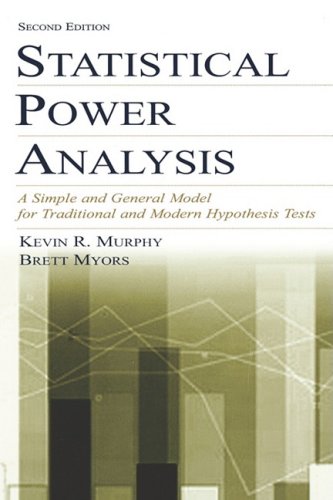 SECOND EDITION
STATISTICAL
POWER
ANALYSIS
A Simple and General Model
for Traditional and Modern Hypothesis Tests
KEVIN R. MURPHY
BRETT MYORS